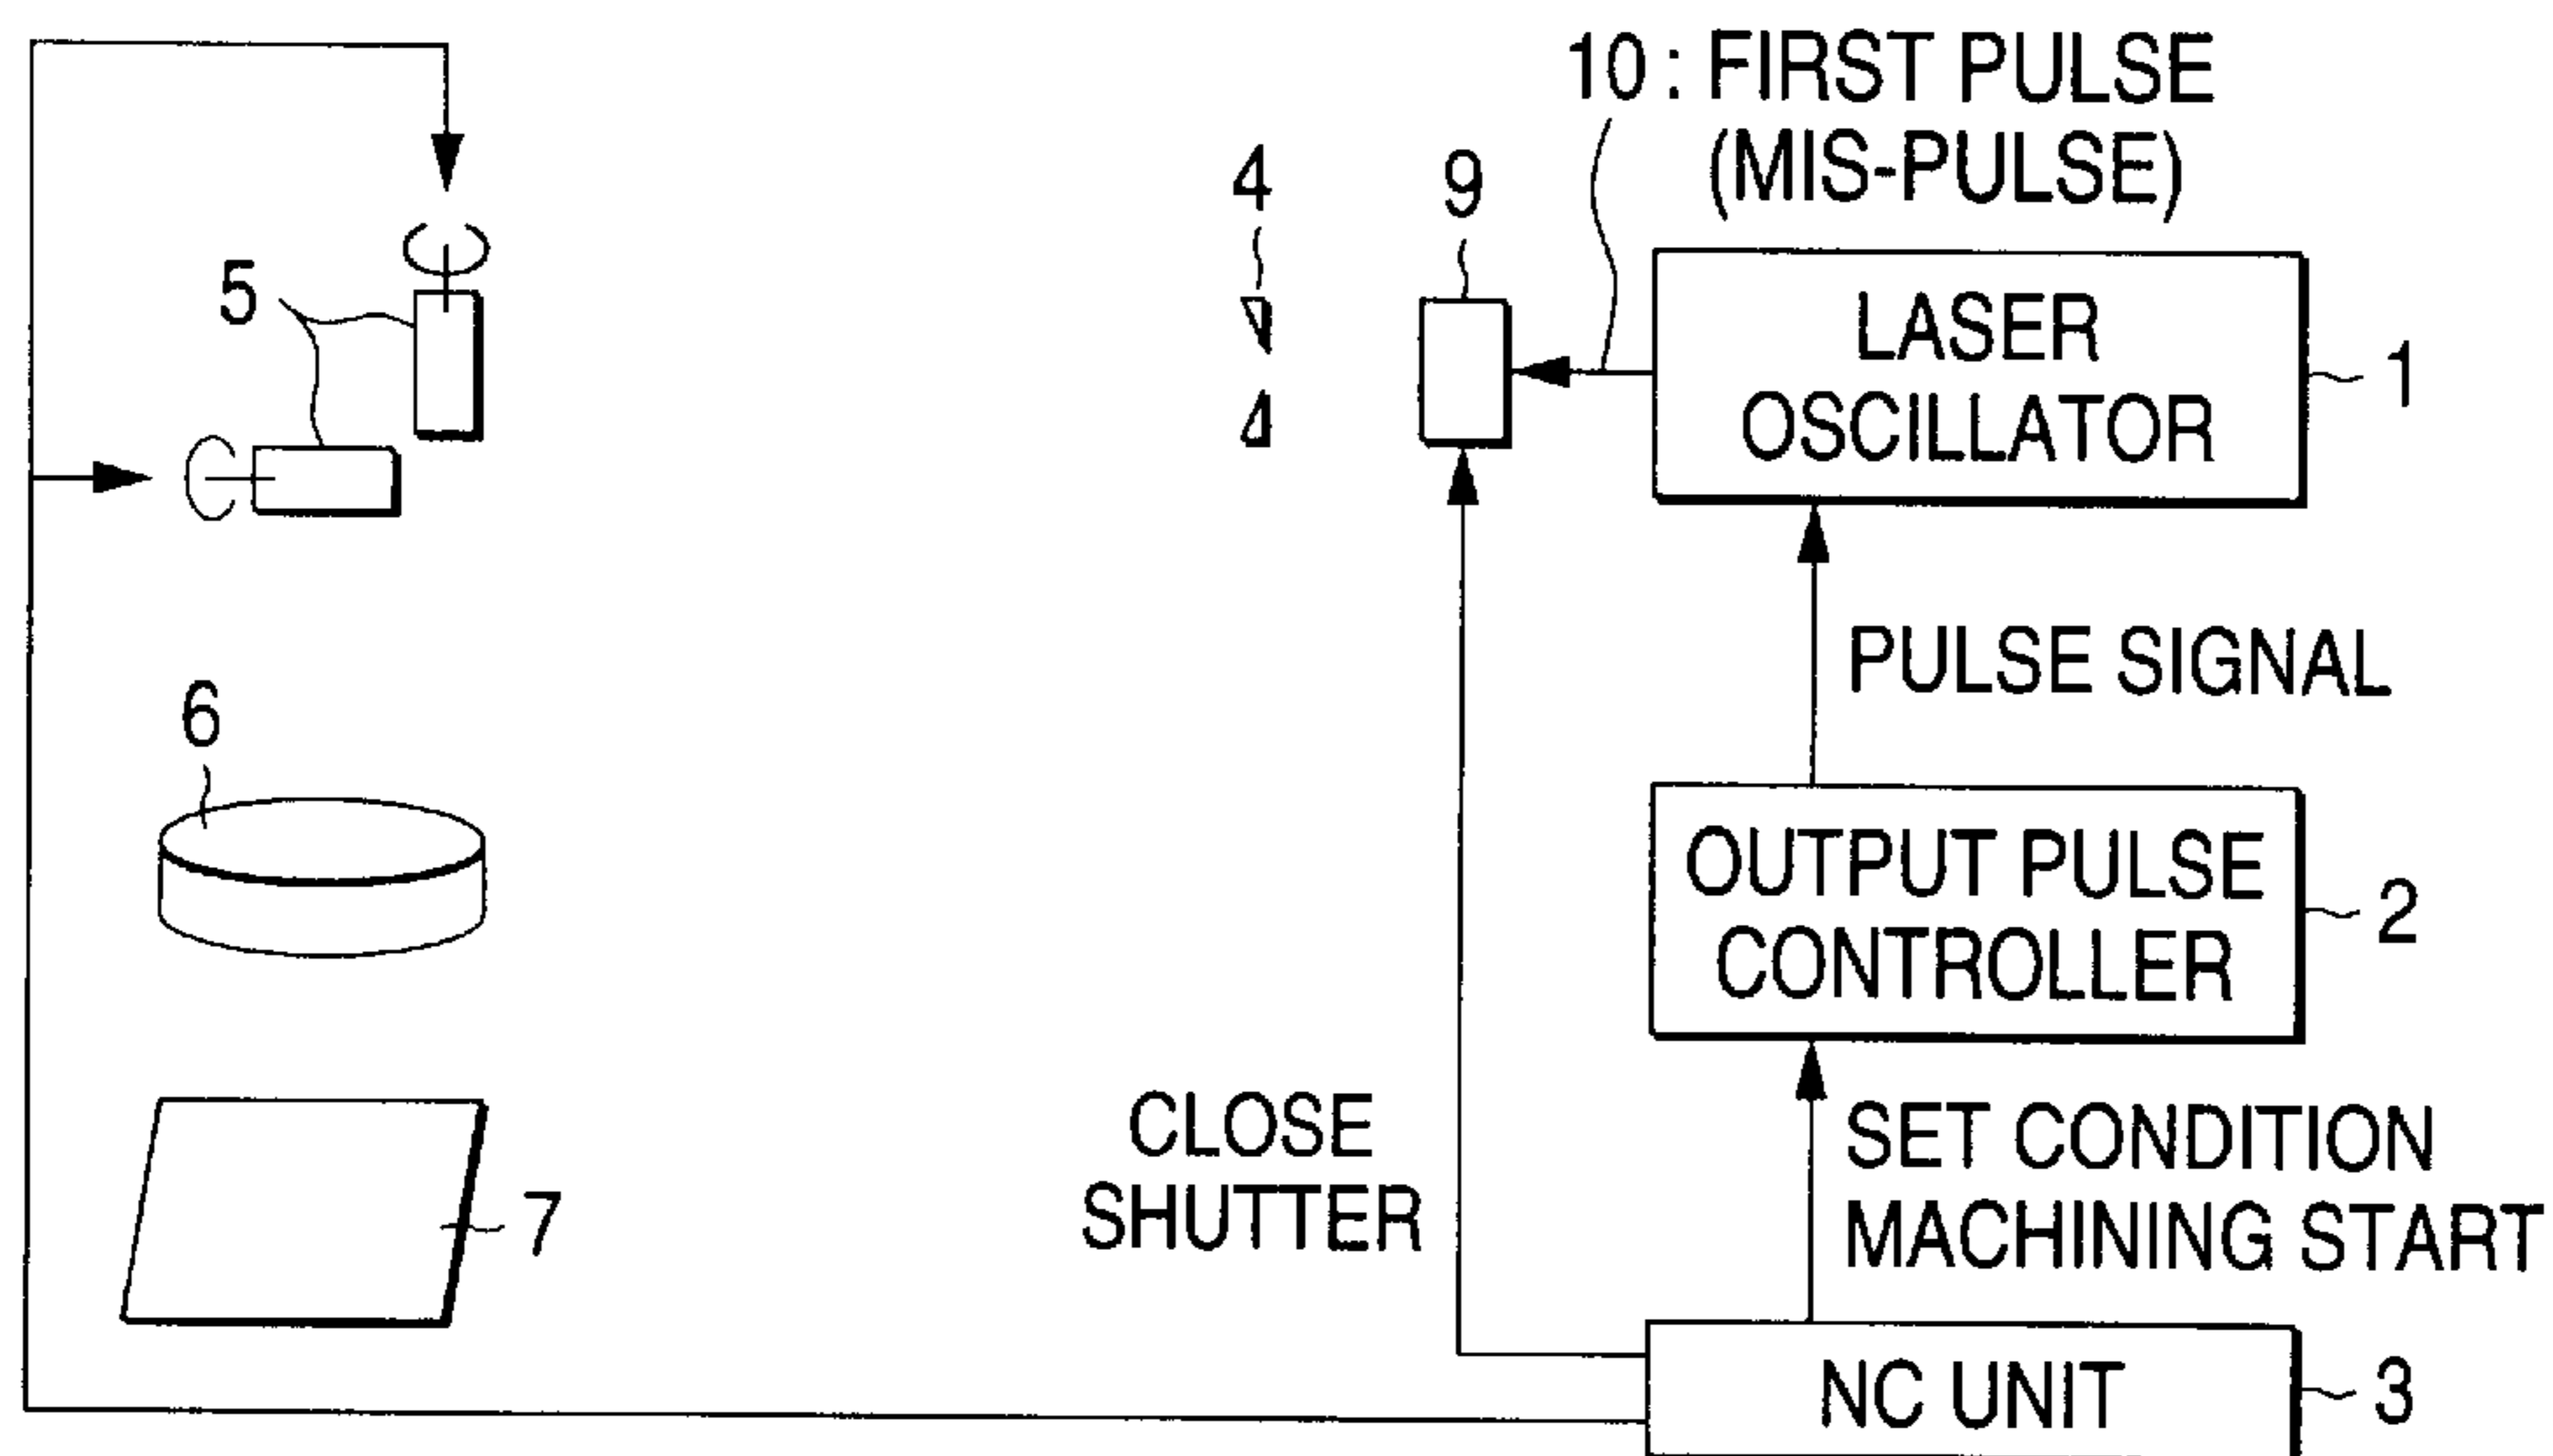 10 : FIRST PULSE
(MIS-PULSE)
4
9
5
LASER
OSCILLATOR
1
PULSE SIGNAL
6
OUTPUT PULSE
CONTROLLER
2
CLOSE
SHUTTER
SET CONDITION
MACHINING START
7
NC UNIT
3